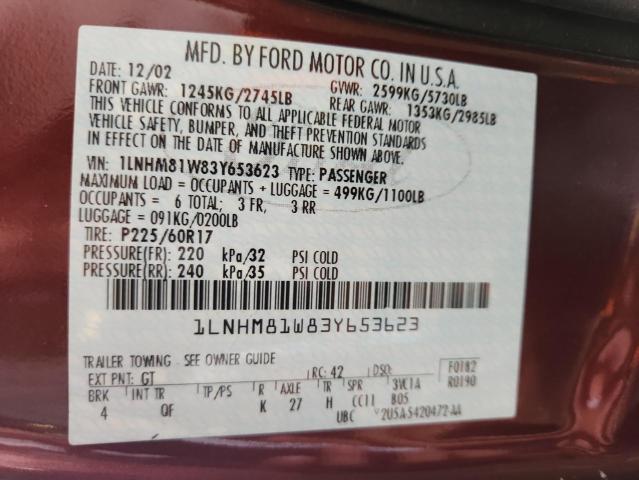 MFD. BY FORD MOTOR CO. IN U.S.A.
DATE: 12/02 GVWR: 2599KG/5730LB
FRONT GAWR: 1245KG/2745LB REAR GAWR: 1353KG/2985LB
THIS VEHICLE CONFORMS TO ALL APPLICABLE FEDERAL MOTOR
VEHICLE SAFETY, BUMPER, AND THEFT PREVENTION STANDARDS
IN EFFECT ON THE DATE OF MANUFACTURE SHOWN ABOVE.
VIN: 1LNHM81W83Y653623 TYPE: PASSENGER
MAXIMUM LOAD = OCCUPANTS + LUGGAGE = 499KG/1100LB
OCCUPANTS = 6 TOTAL; 3 FR, 3 RR
LUGGAGE = 091KG/0200LB
TIRE: P225/60R17
PRESSURE(FR): 220 kPa/32 PSI COLD
PRESSURE(RR): 240 kPa/35 PSI COLD
1LNHM81W83Y653623
TRAILER TOWING - SEE OWNER GUIDE
EXT PNT: GT RC: 42 DSO: F0182
BRK INT TR TP/PS R AXLE TR SPR 3VC1A R0190
4 QF K 27 H CC11 B05
UBC V2U5A-5420472-AA